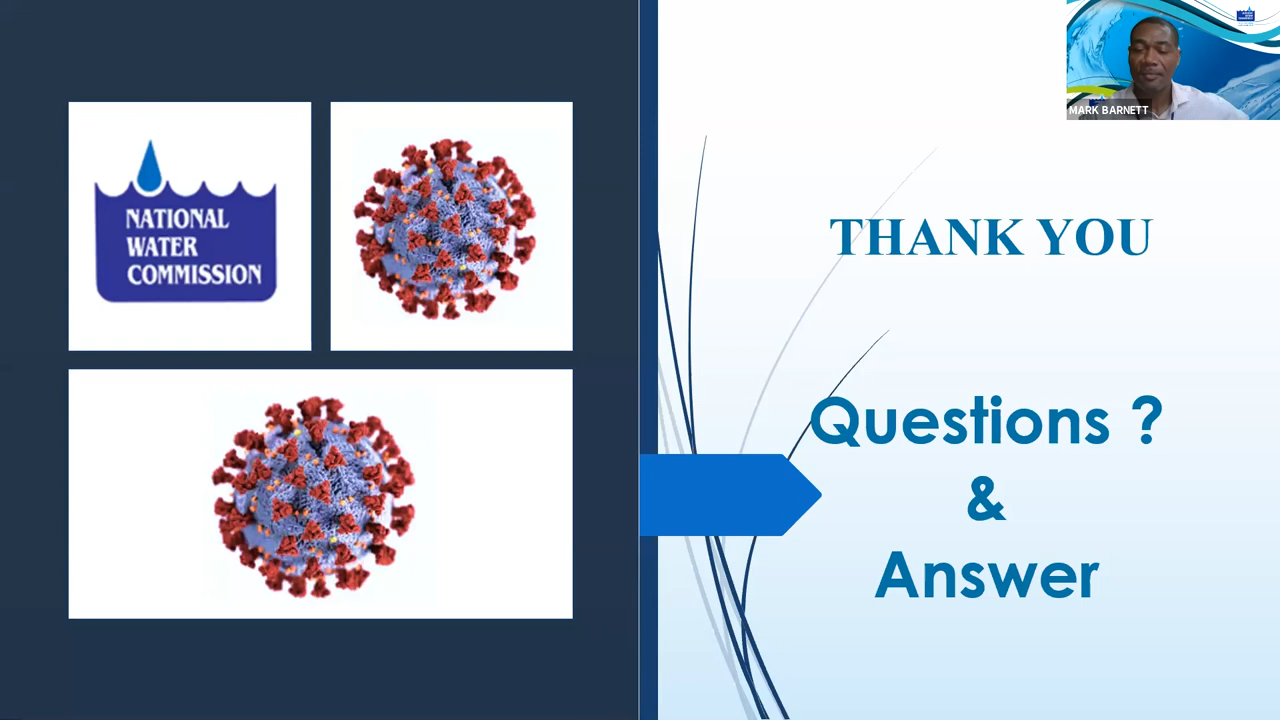 NATIONAL
WATER
COMMISSION
MARK BARNETT
THANK YOU
Questions ?
&
Answer